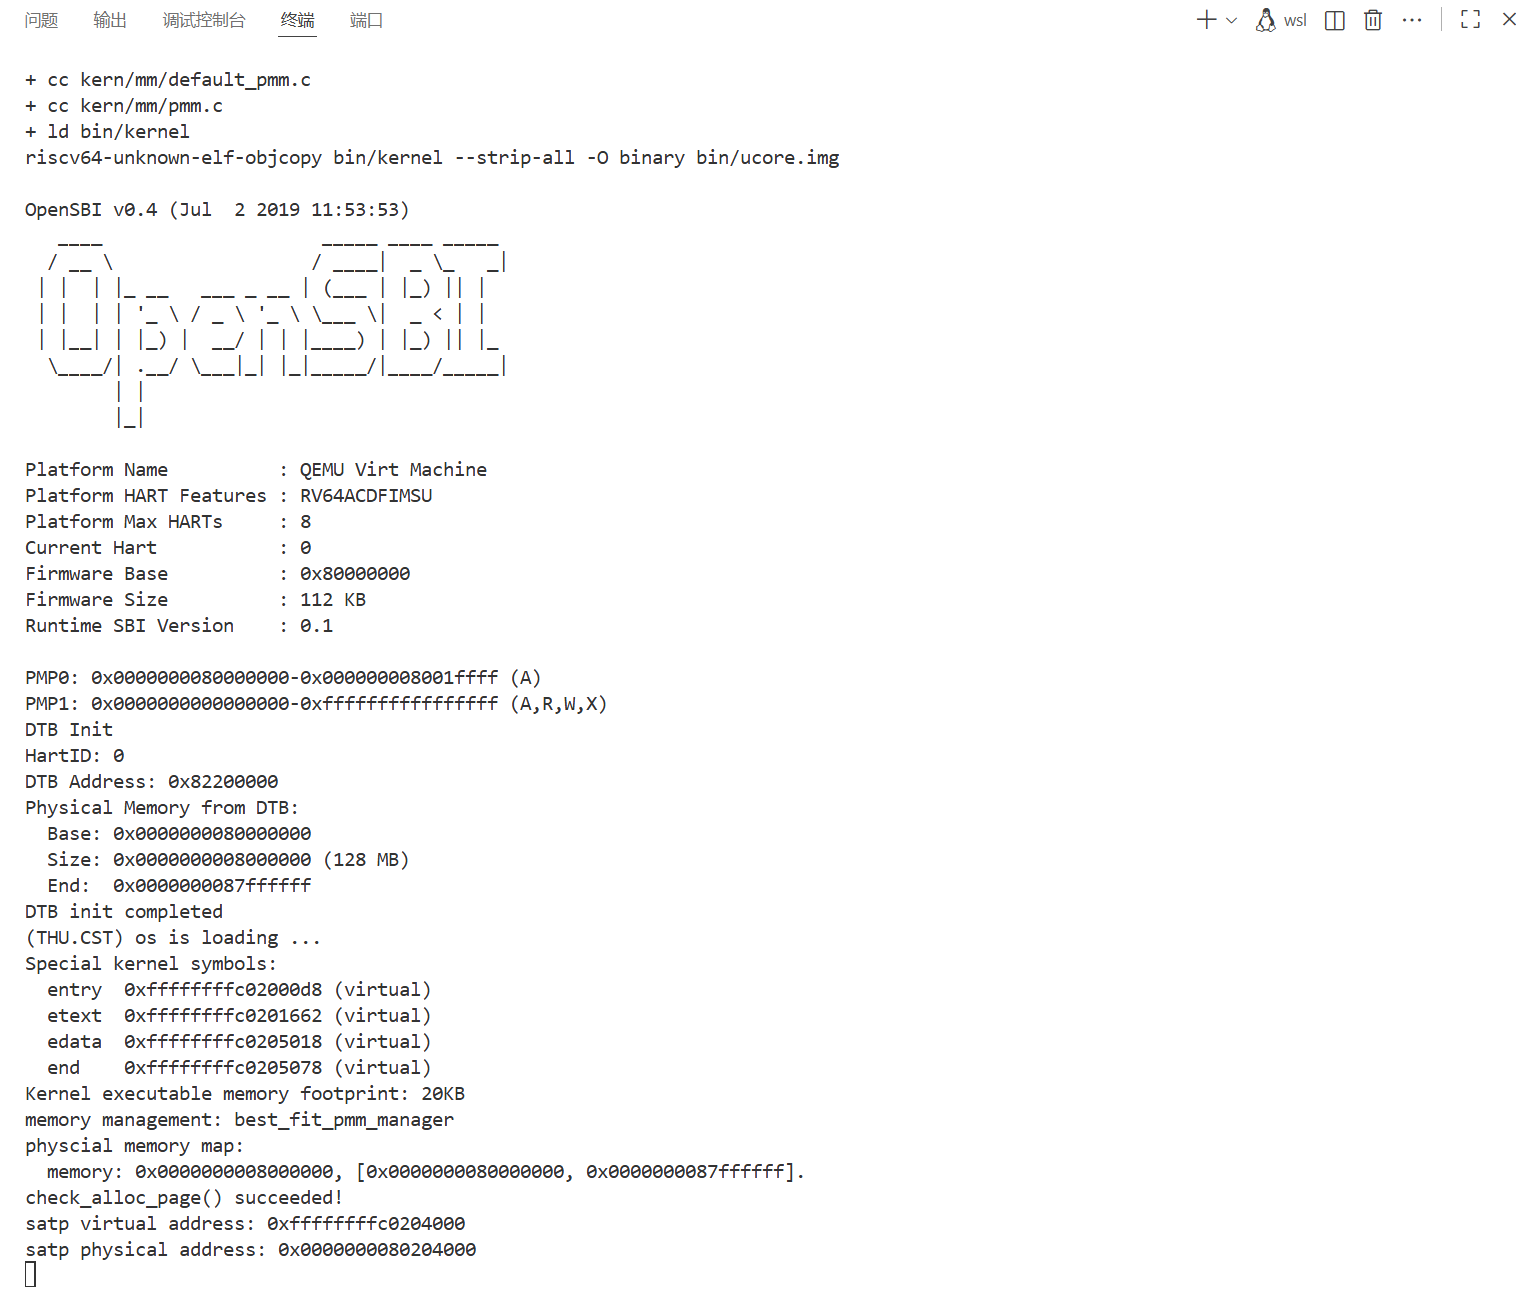 问题 输出 调试控制台 终端 端口 wsl
+ cc kern/mm/default_pmm.c
+ cc kern/mm/pmm.c
+ ld bin/kernel
riscv64-unknown-elf-objcopy bin/kernel --strip-all -O binary bin/ucore.img

OpenSBI v0.4 (Jul  2 2019 11:53:53)
   ____                    _____ ____ _____
  / __ \                  / ____|  _ \_   _|
 | |  | |_ __   ___ _ __ | (___ | |_) || |
 | |  | | '_ \ / _ \ '_ \ \___ \|  _ < | |
 | |__| | |_) |  __/ | | |____) | |_) || |_
  \____/| .__/ \___|_| |_|_____/|____/_____|
        | |
        |_|

Platform Name          : QEMU Virt Machine
Platform HART Features : RV64ACDFIMSU
Platform Max HARTs     : 8
Current Hart           : 0
Firmware Base          : 0x80000000
Firmware Size          : 112 KB
Runtime SBI Version    : 0.1

PMP0: 0x0000000080000000-0x000000008001ffff (A)
PMP1: 0x0000000000000000-0xffffffffffffffff (A,R,W,X)
DTB Init
HartID: 0
DTB Address: 0x82200000
Physical Memory from DTB:
  Base: 0x0000000080000000
  Size: 0x0000000008000000 (128 MB)
  End:  0x0000000087ffffff
DTB init completed
(THU.CST) os is loading ...
Special kernel symbols:
  entry  0xffffffffc02000d8 (virtual)
  etext  0xffffffffc0201662 (virtual)
  edata  0xffffffffc0205018 (virtual)
  end    0xffffffffc0205078 (virtual)
Kernel executable memory footprint: 20KB
memory management: best_fit_pmm_manager
physcial memory map:
  memory: 0x0000000008000000, [0x0000000080000000, 0x0000000087ffffff].
check_alloc_page() succeeded!
satp virtual address: 0xffffffffc0204000
satp physical address: 0x0000000080204000